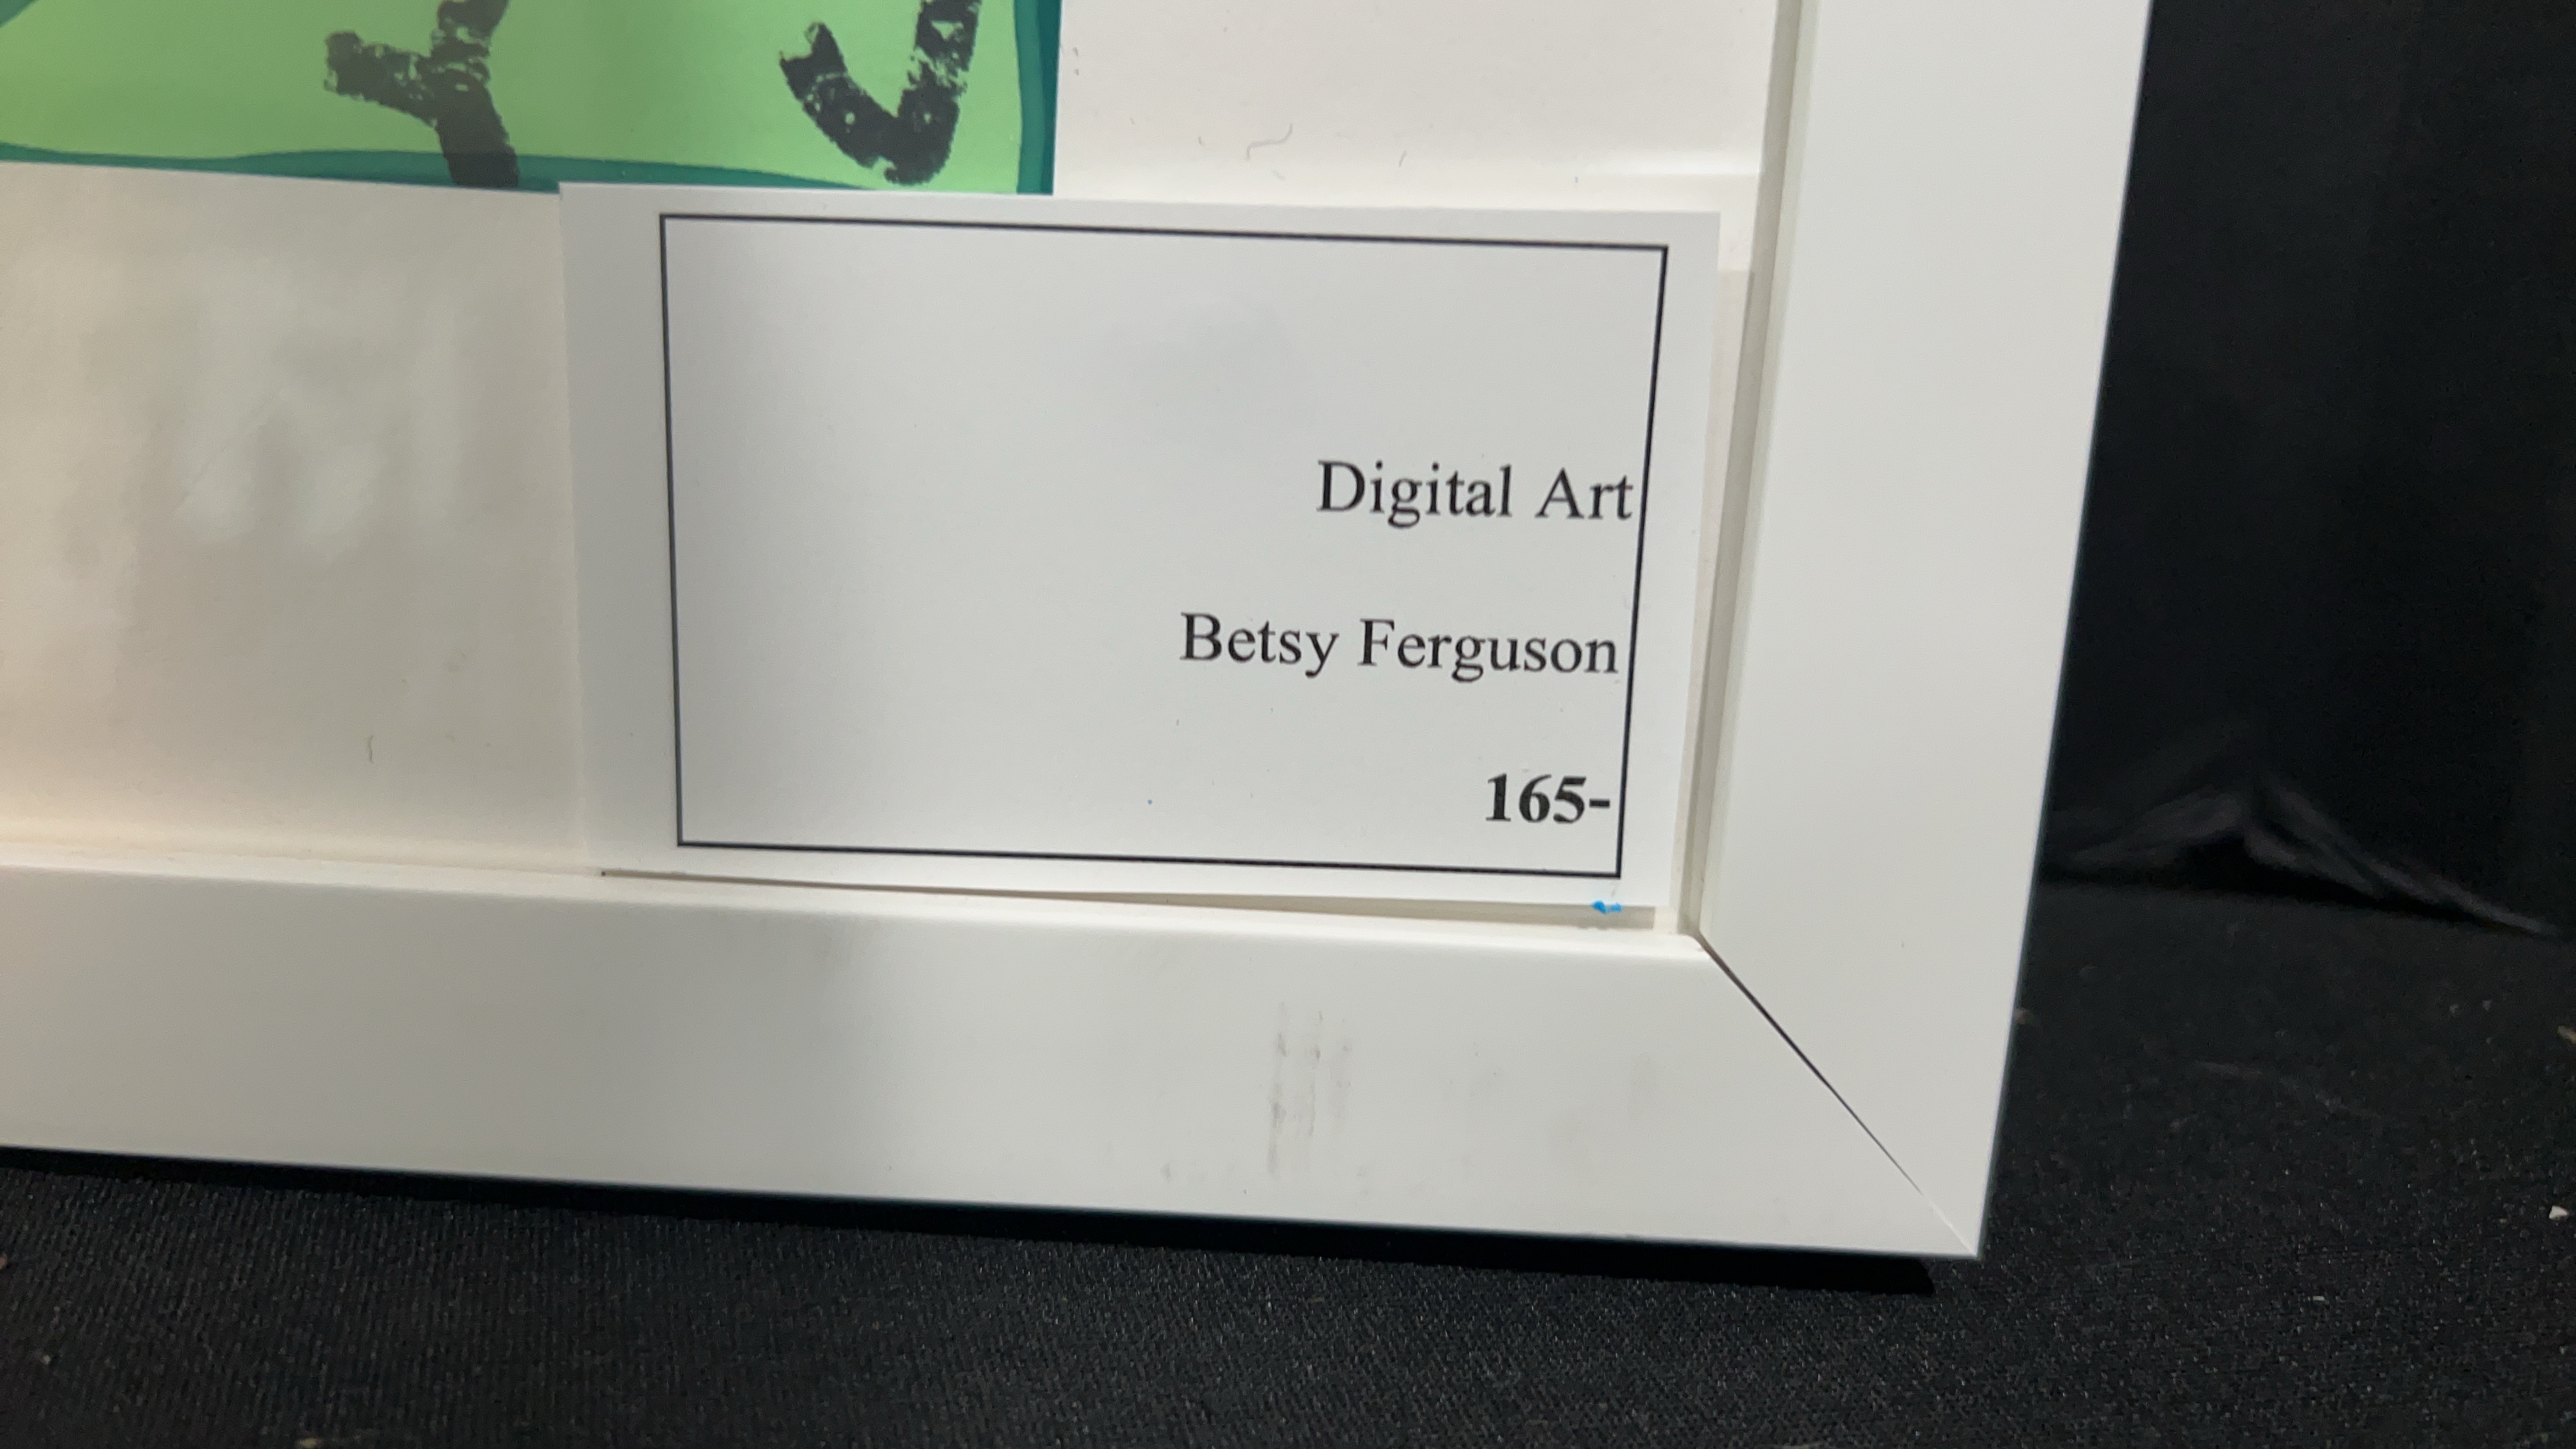 Digital Art
Betsy Ferguson
165-